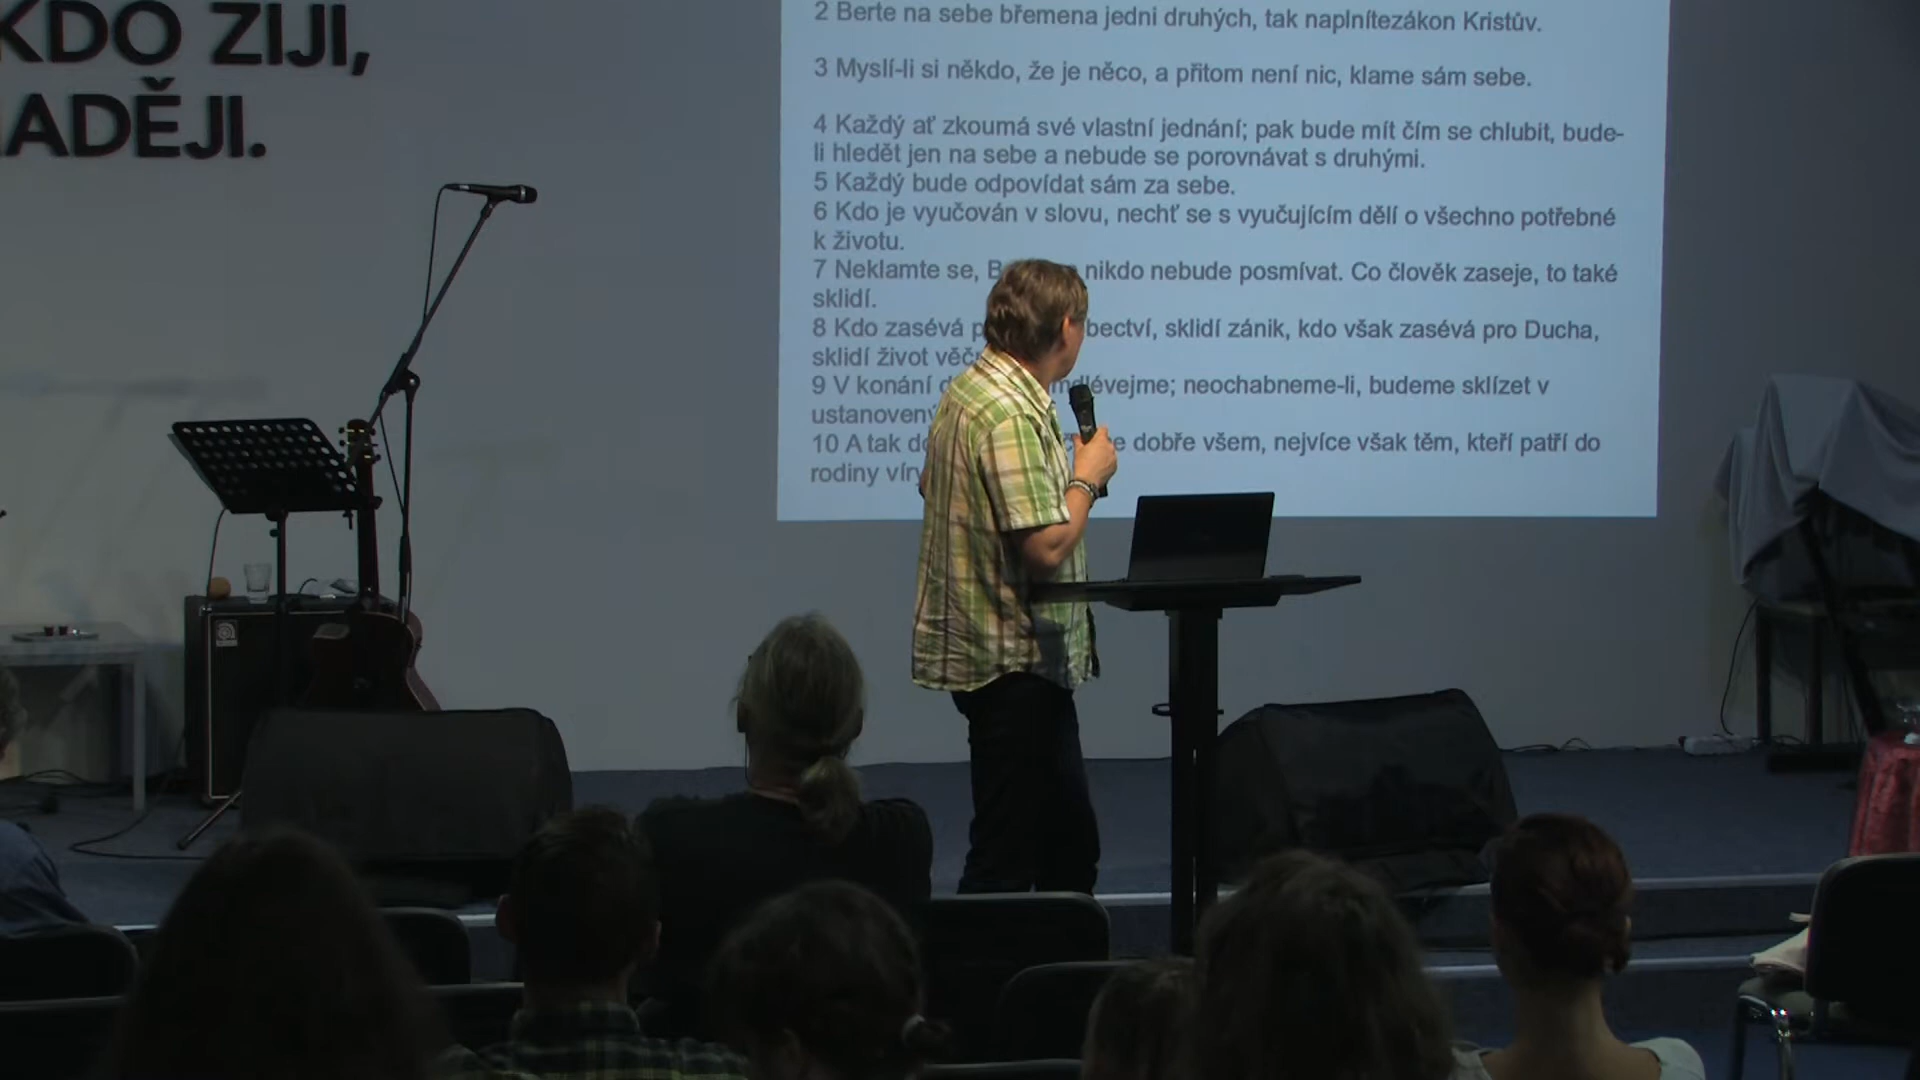 KDO ŽIJI,
ADĚJI.
2 Berte na sebe břemena jedni druhých, tak naplnítezákon Kristův.
3 Myslí-li si někdo, že je něco, a přitom není nic, klame sám sebe.
4 Každý ať zkoumá své vlastní jednání; pak bude mít čím se chlubit, bude-
li hledět jen na sebe a nebude se porovnávat s druhými.
5 Každý bude odpovídat sám za sebe.
6 Kdo je vyučován v slovu, nechť se s vyučujícím dělí o všechno potřebné
k životu.
7 Neklamte se, nikdo nebude posmívat. Co člověk zaseje, to také
sklidí.
8 Kdo zasévá sklidí zánik, kdo však zasévá pro Ducha,
sklidí život
9 V konání neochabneme-li, budeme sklízet v
10 A tak dobře všem, nejvíce však těm, kteří patří do
rodiny